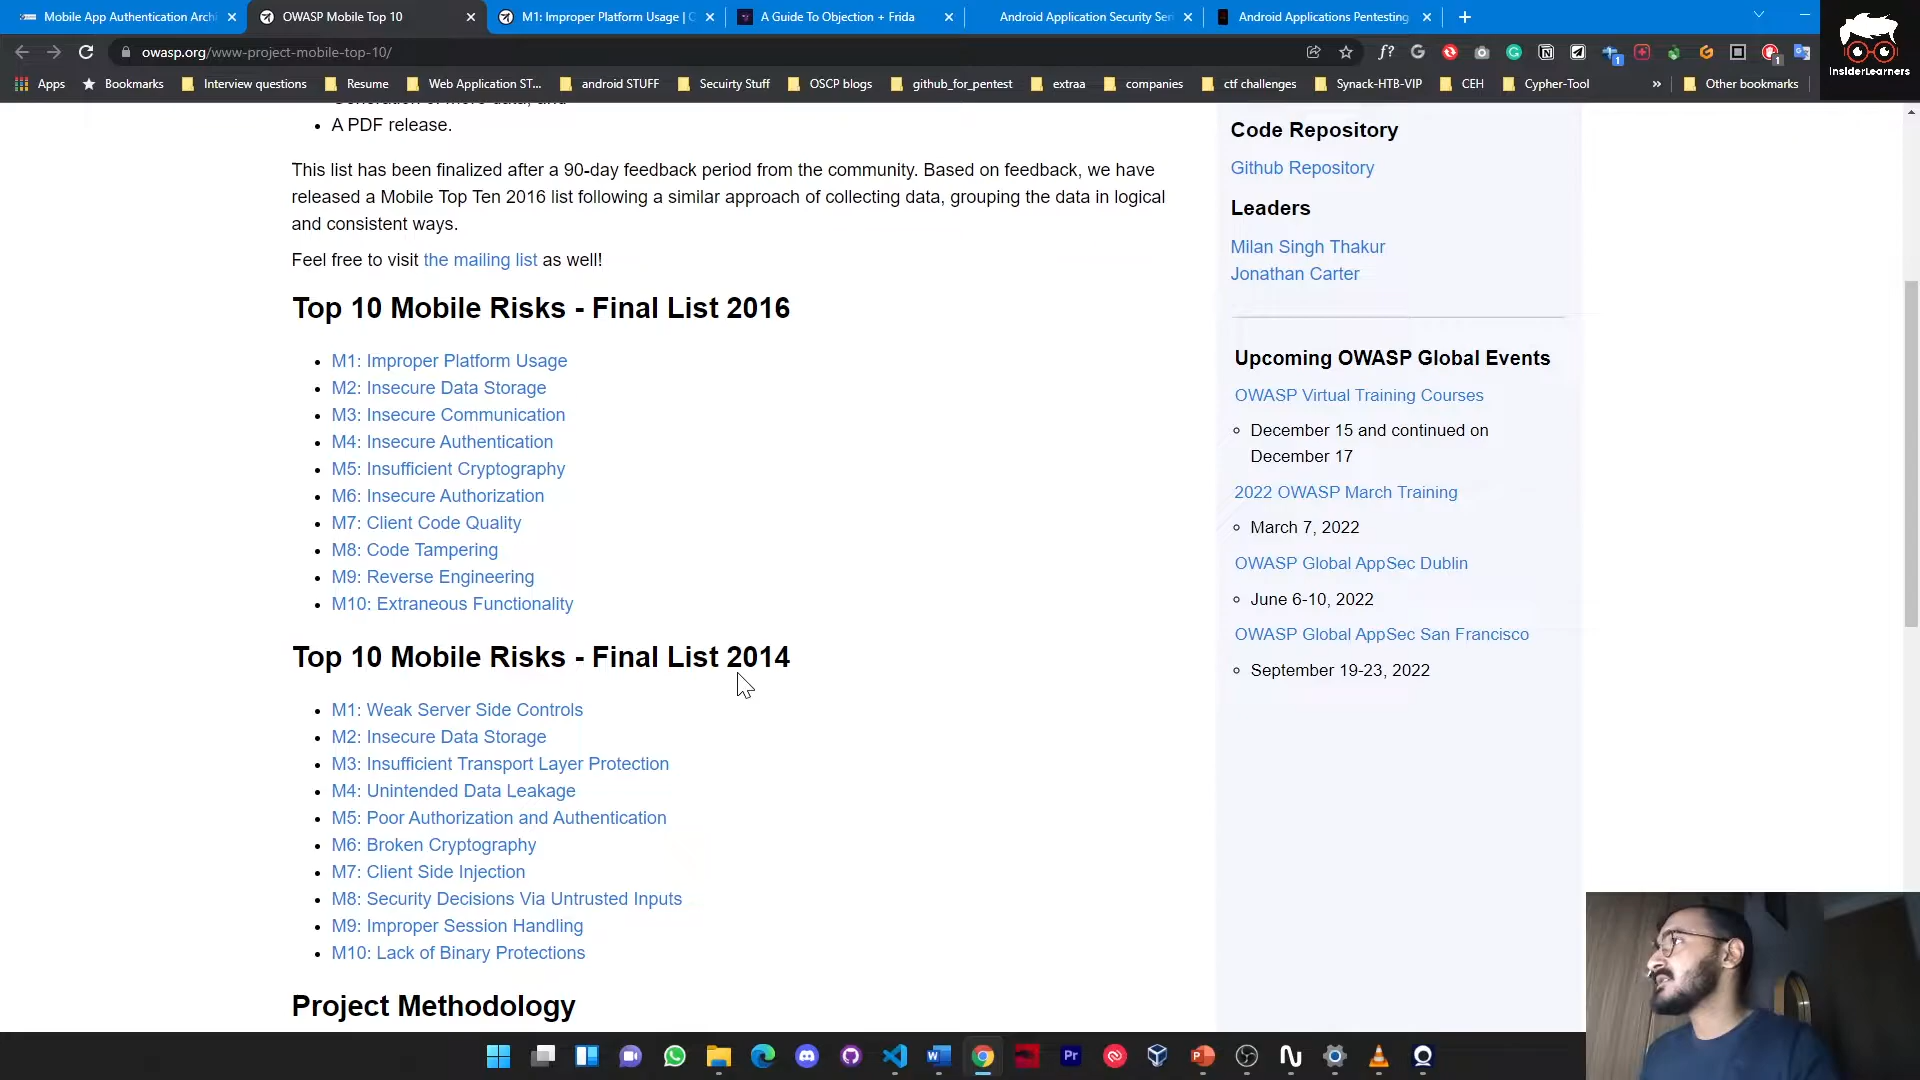 Mobile App Authentication Archi
OWASP Mobile Top 10
M1: Improper Platform Usage | O
A Guide To Objection + Frida
Android Application Security Seri
Android Applications Pentesting
owasp.org/www-project-mobile-top-10/
Apps
Bookmarks
Interview questions
Resume
Web Application ST...
android STUFF
Secuirty Stuff
OSCP blogs
github_for_pentest
extraa
companies
ctf challenges
Synack-HTB-VIP
CEH
Cypher-Tool
Other bookmarks
InsiderLearners
A PDF release.
This list has been finalized after a 90-day feedback period from the community. Based on feedback, we have
released a Mobile Top Ten 2016 list following a similar approach of collecting data, grouping the data in logical
and consistent ways.
Feel free to visit the mailing list as well!
Top 10 Mobile Risks - Final List 2016
M1: Improper Platform Usage
M2: Insecure Data Storage
M3: Insecure Communication
M4: Insecure Authentication
M5: Insufficient Cryptography
M6: Insecure Authorization
M7: Client Code Quality
M8: Code Tampering
M9: Reverse Engineering
M10: Extraneous Functionality
Top 10 Mobile Risks - Final List 2014
M1: Weak Server Side Controls
M2: Insecure Data Storage
M3: Insufficient Transport Layer Protection
M4: Unintended Data Leakage
M5: Poor Authorization and Authentication
M6: Broken Cryptography
M7: Client Side Injection
M8: Security Decisions Via Untrusted Inputs
M9: Improper Session Handling
M10: Lack of Binary Protections
Project Methodology
Code Repository
Github Repository
Leaders
Milan Singh Thakur
Jonathan Carter
Upcoming OWASP Global Events
OWASP Virtual Training Courses
December 15 and continued on
December 17
2022 OWASP March Training
March 7, 2022
OWASP Global AppSec Dublin
June 6-10, 2022
OWASP Global AppSec San Francisco
September 19-23, 2022